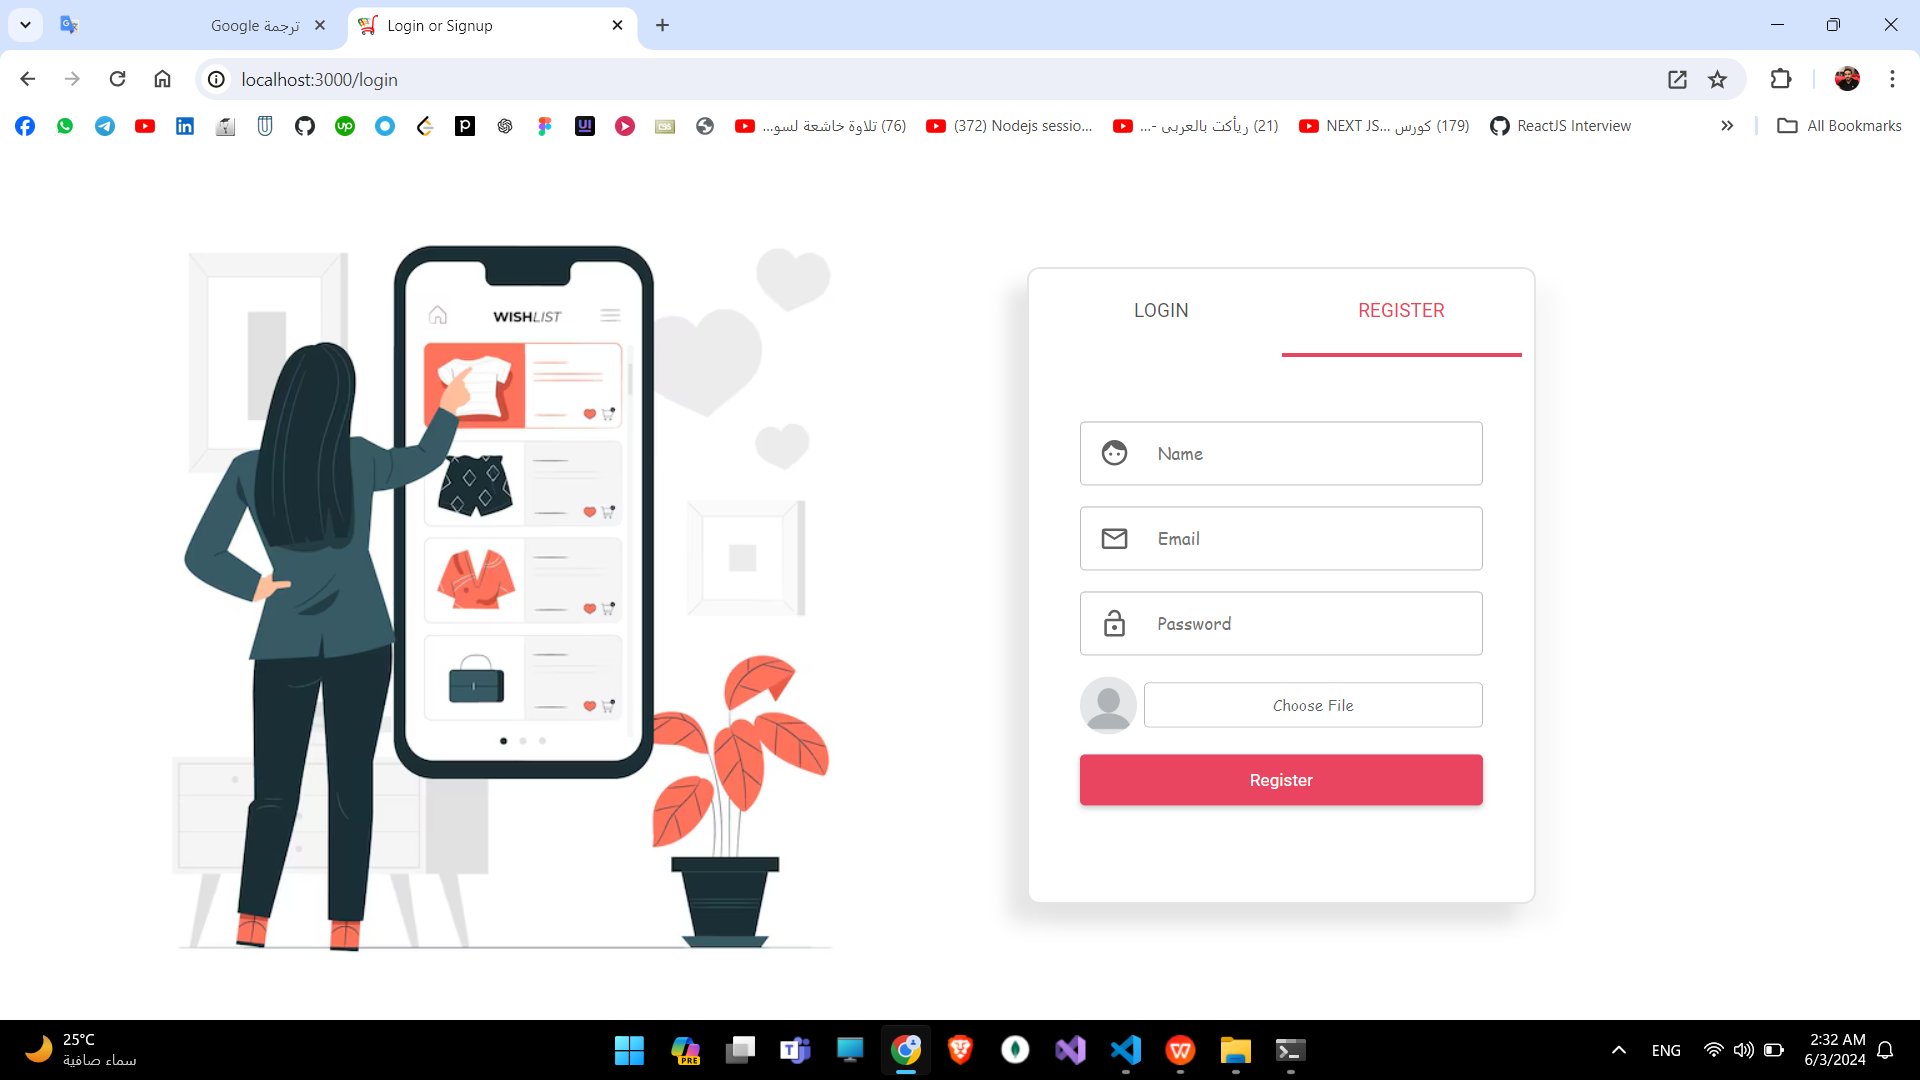 ترجمة Google
Login or Signup
localhost:3000/login
(76) تلاوة خاشعة لسو...
(372) Nodejs sessio...
(21) ريأكت بالعربى -...
(179) كورس ...NEXT JS
ReactJS Interview
All Bookmarks
WISHLIST
LOGIN
REGISTER
Name
Email
Password
Choose File
Register
25°C
سماء صافية
PRE
ENG
2:32 AM
6/3/2024